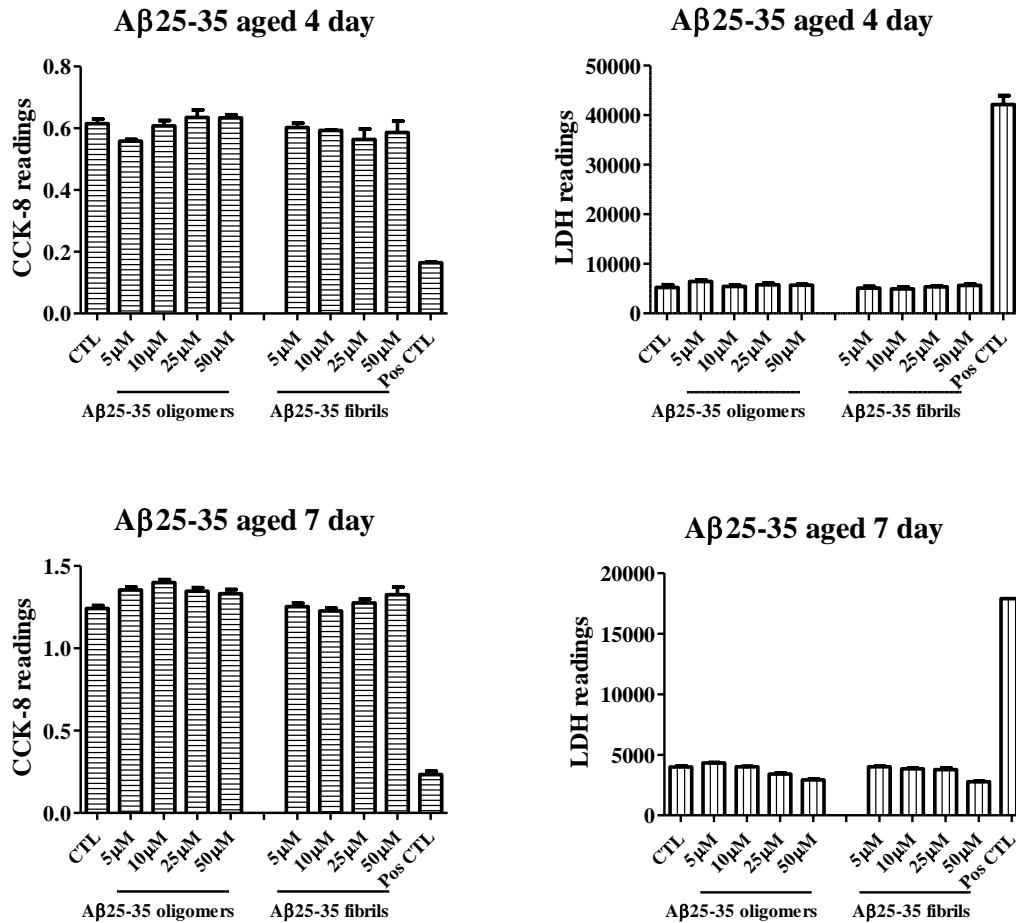 Aβ25-35 aged 4 day
CCK-8 readings
0.8
0.6
0.4
0.2
0.0
CTL
5μM
10μM
25μM
50μM
5μM
10μM
25μM
50μM
Pos CTL
Aβ25-35 oligomers
Aβ25-35 fibrils
Aβ25-35 aged 4 day
LDH readings
50000
40000
30000
20000
10000
0
CTL
5μM
10μM
25μM
50μM
5μM
10μM
25μM
50μM
Pos CTL
Aβ25-35 oligomers
Aβ25-35 fibrils
Aβ25-35 aged 7 day
CCK-8 readings
1.5
1.0
0.5
0.0
CTL
5μM
10μM
25μM
50μM
5μM
10μM
25μM
50μM
Pos CTL
Aβ25-35 oligomers
Aβ25-35 fibrils
Aβ25-35 aged 7 day
LDH readings
20000
15000
10000
5000
0
CTL
5μM
10μM
25μM
50μM
5μM
10μM
25μM
50μM
Pos CTL
Aβ25-35 oligomers
Aβ25-35 fibrils